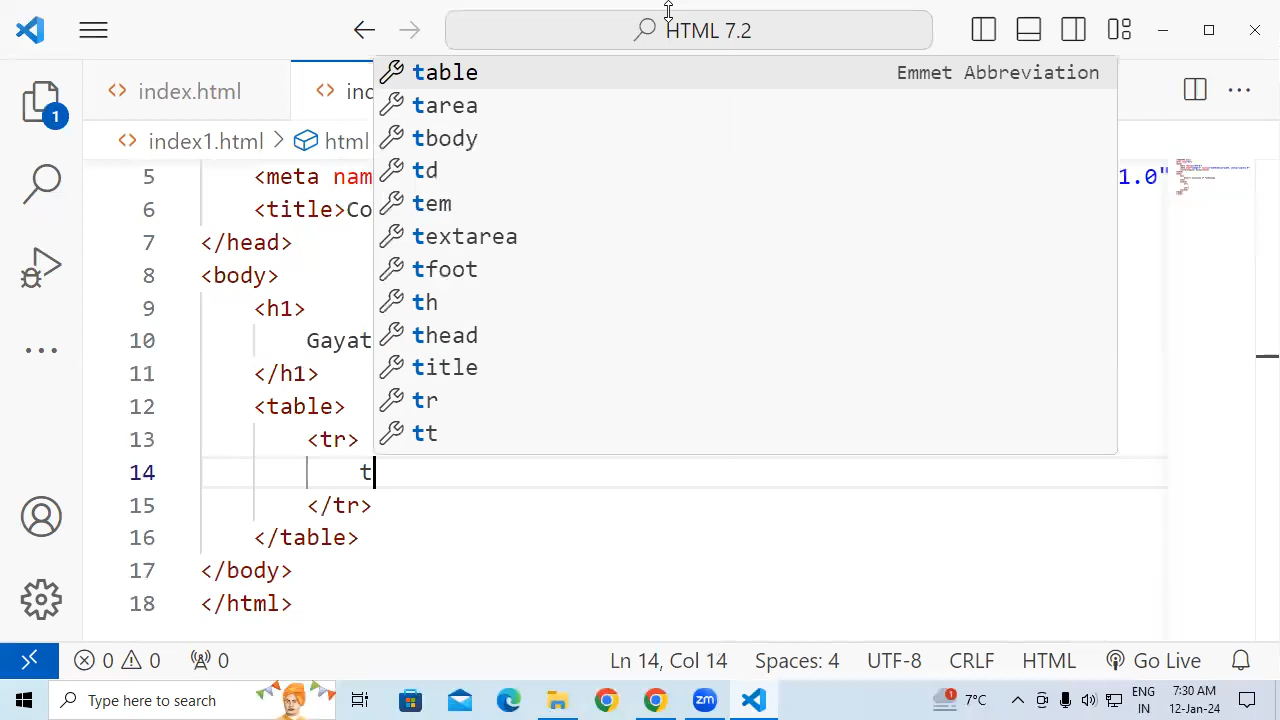 HTML 7.2
index.html
ind
index1.html > html
1
table Emmet Abbreviation
tarea
tbody
td
tem
textarea
tfoot
th
thead
title
tr
tt
5 <meta nam 1.0"
6 <title>Co
7 </head>
8 <body>
9 <h1>
10 Gayat
11 </h1>
12 <table>
13 <tr>
14 t
15 </tr>
16 </table>
17 </body>
18 </html>
0 0 0 Ln 14, Col 14 Spaces: 4 UTF-8 CRLF HTML Go Live
Type here to search
zm
1
7°C
ENG
IN
7:30 AM
12-Jan-24